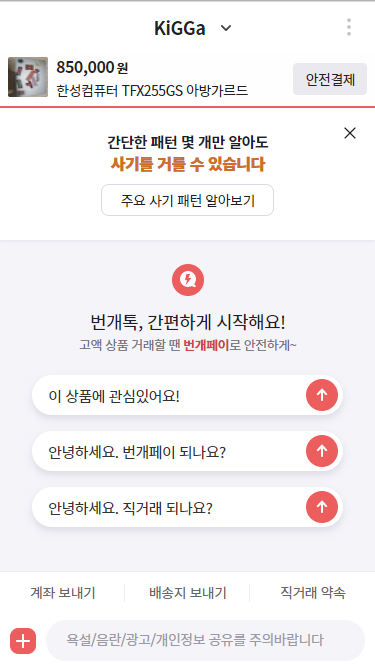 KiGGa
850,000 원
한성컴퓨터 TFX255GS 아방가르드
안전결제
간단한 패턴 몇 개만 알아도
사기를 거를 수 있습니다
주요 사기 패턴 알아보기
번개톡, 간편하게 시작해요!
고액 상품 거래할 땐 번개페이로 안전하게~
이 상품에 관심있어요!
안녕하세요. 번개페이 되나요?
안녕하세요. 직거래 되나요?
계좌 보내기
배송지 보내기
직거래 약속
욕설/음란/광고/개인정보 공유를 주의바랍니다